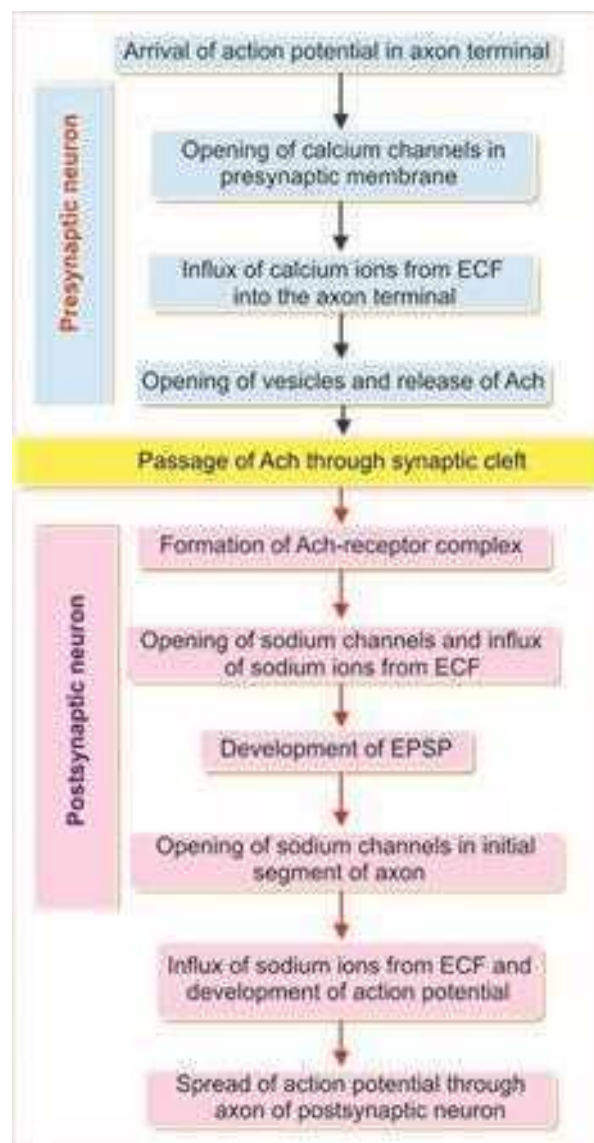 Arrival of action potential in axon terminal
Presynaptic neuron
Opening of calcium channels in
presynaptic membrane
Influx of calcium ions from ECF
into the axon terminal
Opening of vesicles and release of Ach
Passage of Ach through synaptic cleft
Postsynaptic neuron
Formation of Ach-receptor complex
Opening of sodium channels and influx
of sodium ions from ECF
Development of EPSP
Opening of sodium channels in initial
segment of axon
Influx of sodium ions from ECF and
development of action potential
Spread of action potential through
axon of postsynaptic neuron